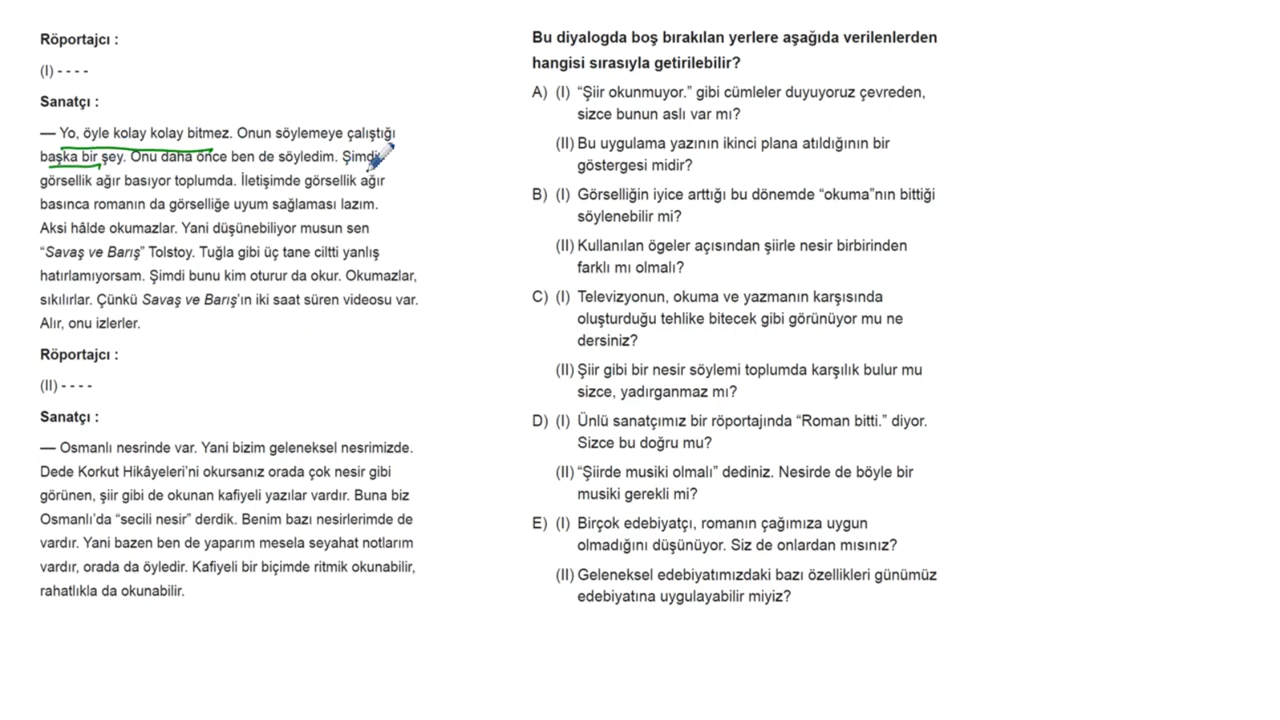 Röportajcı :
(I) - - - -
Sanatçı :
— Yo, öyle kolay kolay bitmez. Onun söylemeye çalıştığı
başka bir şey. Onu daha önce ben de söyledim. Şimdi
görsellik ağır basıyor toplumda. İletişimde görsellik ağır
basınca romanın da görselliğe uyum sağlaması lazım.
Aksi hâlde okumazlar. Yani düşünebiliyor musun sen
“Savaş ve Barış” Tolstoy. Tuğla gibi üç tane ciltti yanlış
hatırlamıyorsam. Şimdi bunu kim oturur da okur. Okumazlar,
sıkılırlar. Çünkü Savaş ve Barış’ın iki saat süren videosu var.
Alır, onu izlerler.
Röportajcı :
(II) - - - -
Sanatçı :
— Osmanlı nesrinde var. Yani bizim geleneksel nesrimizde.
Dede Korkut Hikâyeleri’ni okursanız orada çok nesir gibi
görünen, şiir gibi de okunan kafiyeli yazılar vardır. Buna biz
Osmanlı’da “secili nesir” derdik. Benim bazı nesirlerimde de
vardır. Yani bazen ben de yaparım mesela seyahat notlarım
vardır, orada da öyledir. Kafiyeli bir biçimde ritmik okunabilir,
rahatlıkla da okunabilir.
Bu diyalogda boş bırakılan yerlere aşağıda verilenlerden
hangisi sırasıyla getirilebilir?
A) (I) “Şiir okunmuyor.” gibi cümleler duyuyoruz çevreden,
sizce bunun aslı var mı?
(II) Bu uygulama yazının ikinci plana atıldığının bir
göstergesi midir?
B) (I) Görselliğin iyice arttığı bu dönemde “okuma”nın bittiği
söylenebilir mi?
(II) Kullanılan ögeler açısından şiirle nesir birbirinden
farklı mı olmalı?
C) (I) Televizyonun, okuma ve yazmanın karşısında
oluşturduğu tehlike bitecek gibi görünüyor mu ne
dersiniz?
(II) Şiir gibi bir nesir söylemi toplumda karşılık bulur mu
sizce, yadırganmaz mı?
D) (I) Ünlü sanatçımız bir röportajında “Roman bitti.” diyor.
Sizce bu doğru mu?
(II) “Şiirde musiki olmalı” dediniz. Nesirde de böyle bir
musiki gerekli mi?
E) (I) Birçok edebiyatçı, romanın çağımıza uygun
olmadığını düşünüyor. Siz de onlardan mısınız?
(II) Geleneksel edebiyatımızdaki bazı özellikleri günümüz
edebiyatına uygulayabilir miyiz?